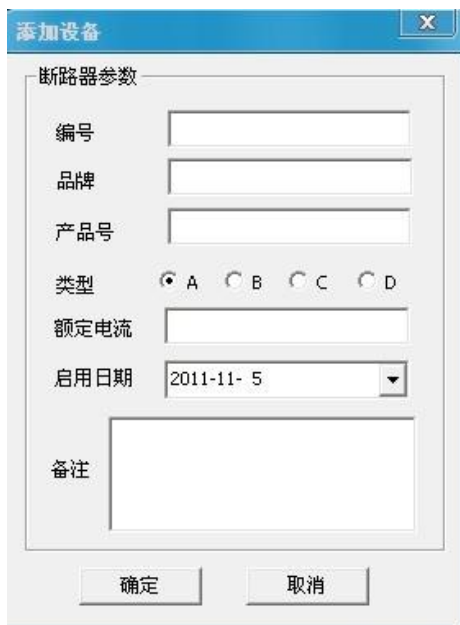 添加设备
断路器参数
编号
品牌
产品号
类型 A B C D
额定电流
启用日期 2011-11- 5
备注
确定 取消